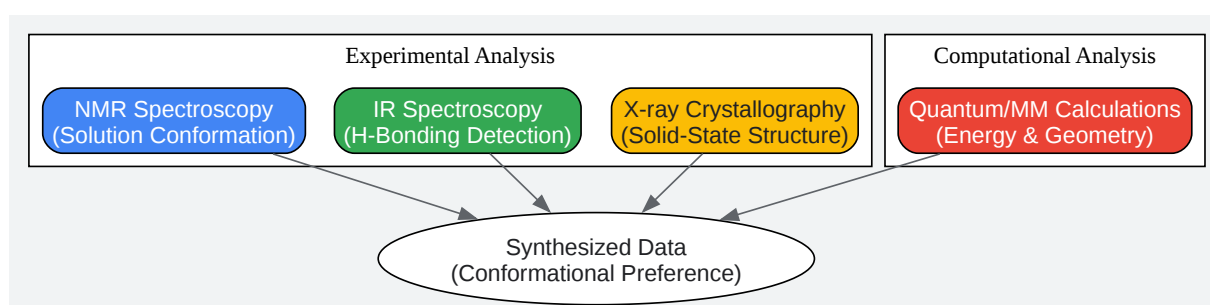 Experimental Analysis
Computational Analysis
NMR Spectroscopy
(Solution Conformation)
IR Spectroscopy
(H-Bonding Detection)
X-ray Crystallography
(Solid-State Structure)
Quantum/MM Calculations
(Energy & Geometry)
Synthesized Data
(Conformational Preference)